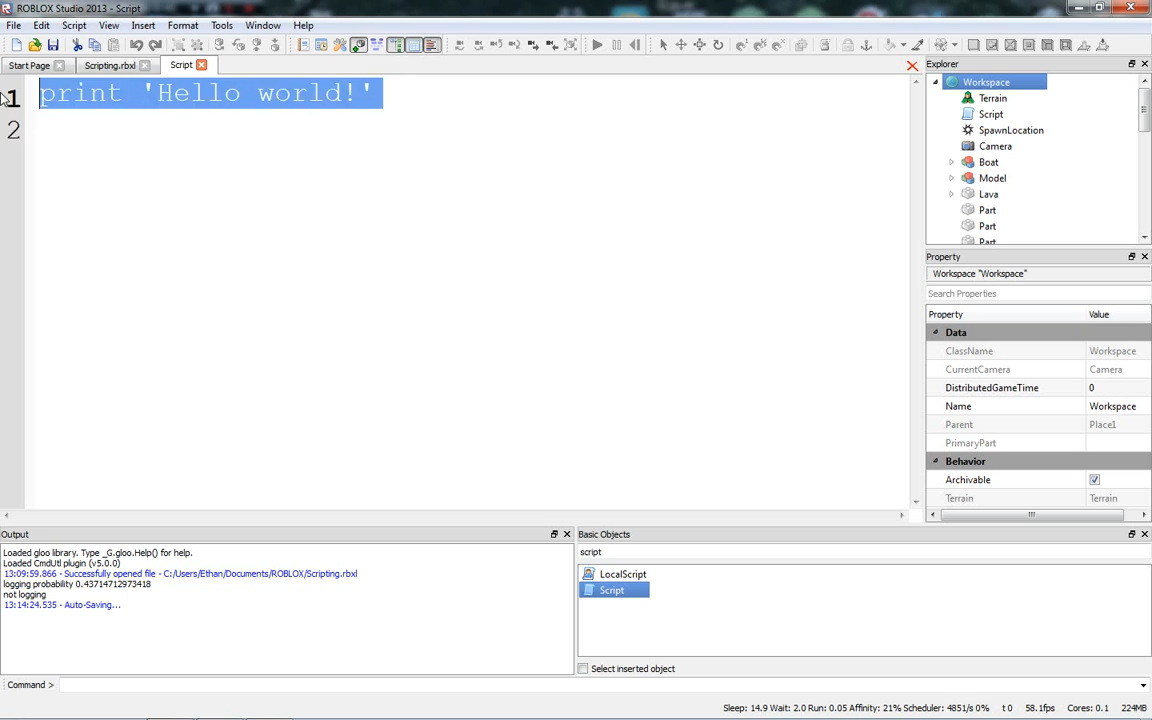 ROBLOX Studio 2013 - Script
File Edit Script View Insert Format Tools Window Help
Start Page Scripting.rbxl Script
1 print 'Hello world!'
2
Explorer
Workspace
Terrain
Script
SpawnLocation
Camera
Boat
Model
Lava
Part
Part
Part
Property
Workspace "Workspace"
Search Properties
Property Value
Data
ClassName Workspace
CurrentCamera Camera
DistributedGameTime 0
Name Workspace
Parent Place1
PrimaryPart
Behavior
Archivable
Terrain Terrain
Output
Loaded gloo library. Type _G.gloo.Help() for help.
Loaded CmdUtl plugin (v5.0.0)
13:09:59.866 - Successfully opened file - C:/Users/Ethan/Documents/ROBLOX/Scripting.rbxl
logging probability 0.43714712973418
not logging
13:14:24.535 - Auto-Saving...
Basic Objects
script
LocalScript
Script
Select inserted object
Command >
Sleep: 14.9 Wait: 2.0 Run: 0.05 Affinity: 21% Scheduler: 4851/s 0% t 0 58.1fps Cores: 0.1 224MB